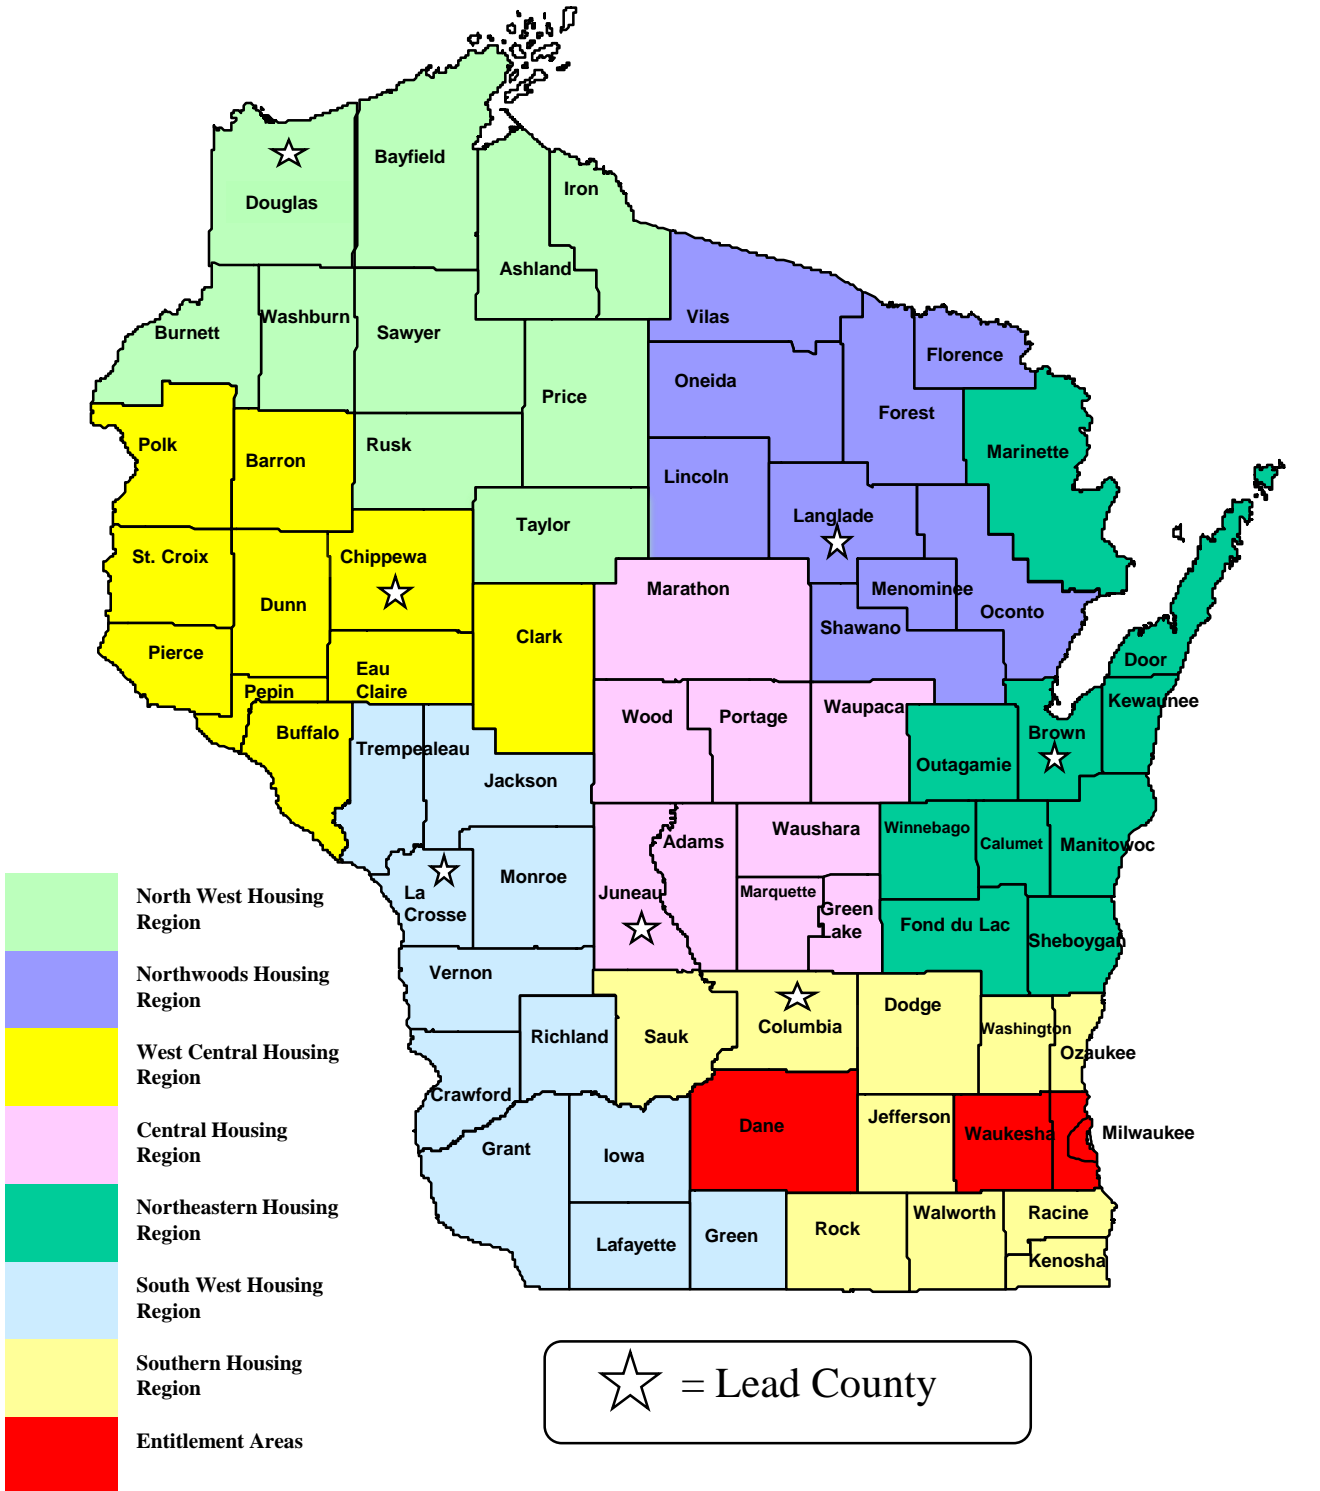 Bayfield
Iron
Douglas
Ashland
Vilas
Washburn
Burnett
Sawyer
Florence
Oneida
Price
Forest
Polk
Rusk
Marinette
Barron
Lincoln
Langlade
Taylor
St. Croix
Chippewa
Marathon
Menominee
Dunn
Oconto
Clark
Shawano
Pierce
Door
Eau
Claire
Pepin
Kewaunee
Waupaca
Wood
Portage
Buffalo
Brown
Trempealeau
Outagamie
Jackson
Winnebago
Waushara
Adams
Calumet
Manitowoc
Monroe
La
Crosse
Juneau
Marquette
Green
Lake
Fond du Lac
Sheboygan
Vernon
Dodge
Columbia
Washington
Richland
Sauk
Ozaukee
Crawford
Jefferson
Dane
Waukesha
Milwaukee
Grant
Iowa
Walworth
Racine
Rock
Green
Lafayette
Kenosha
North West Housing
Region
Northwoods Housing
Region
West Central Housing
Region
Central Housing
Region
Northeastern Housing
Region
South West Housing
Region
Southern Housing
Region
Entitlement Areas
= Lead County